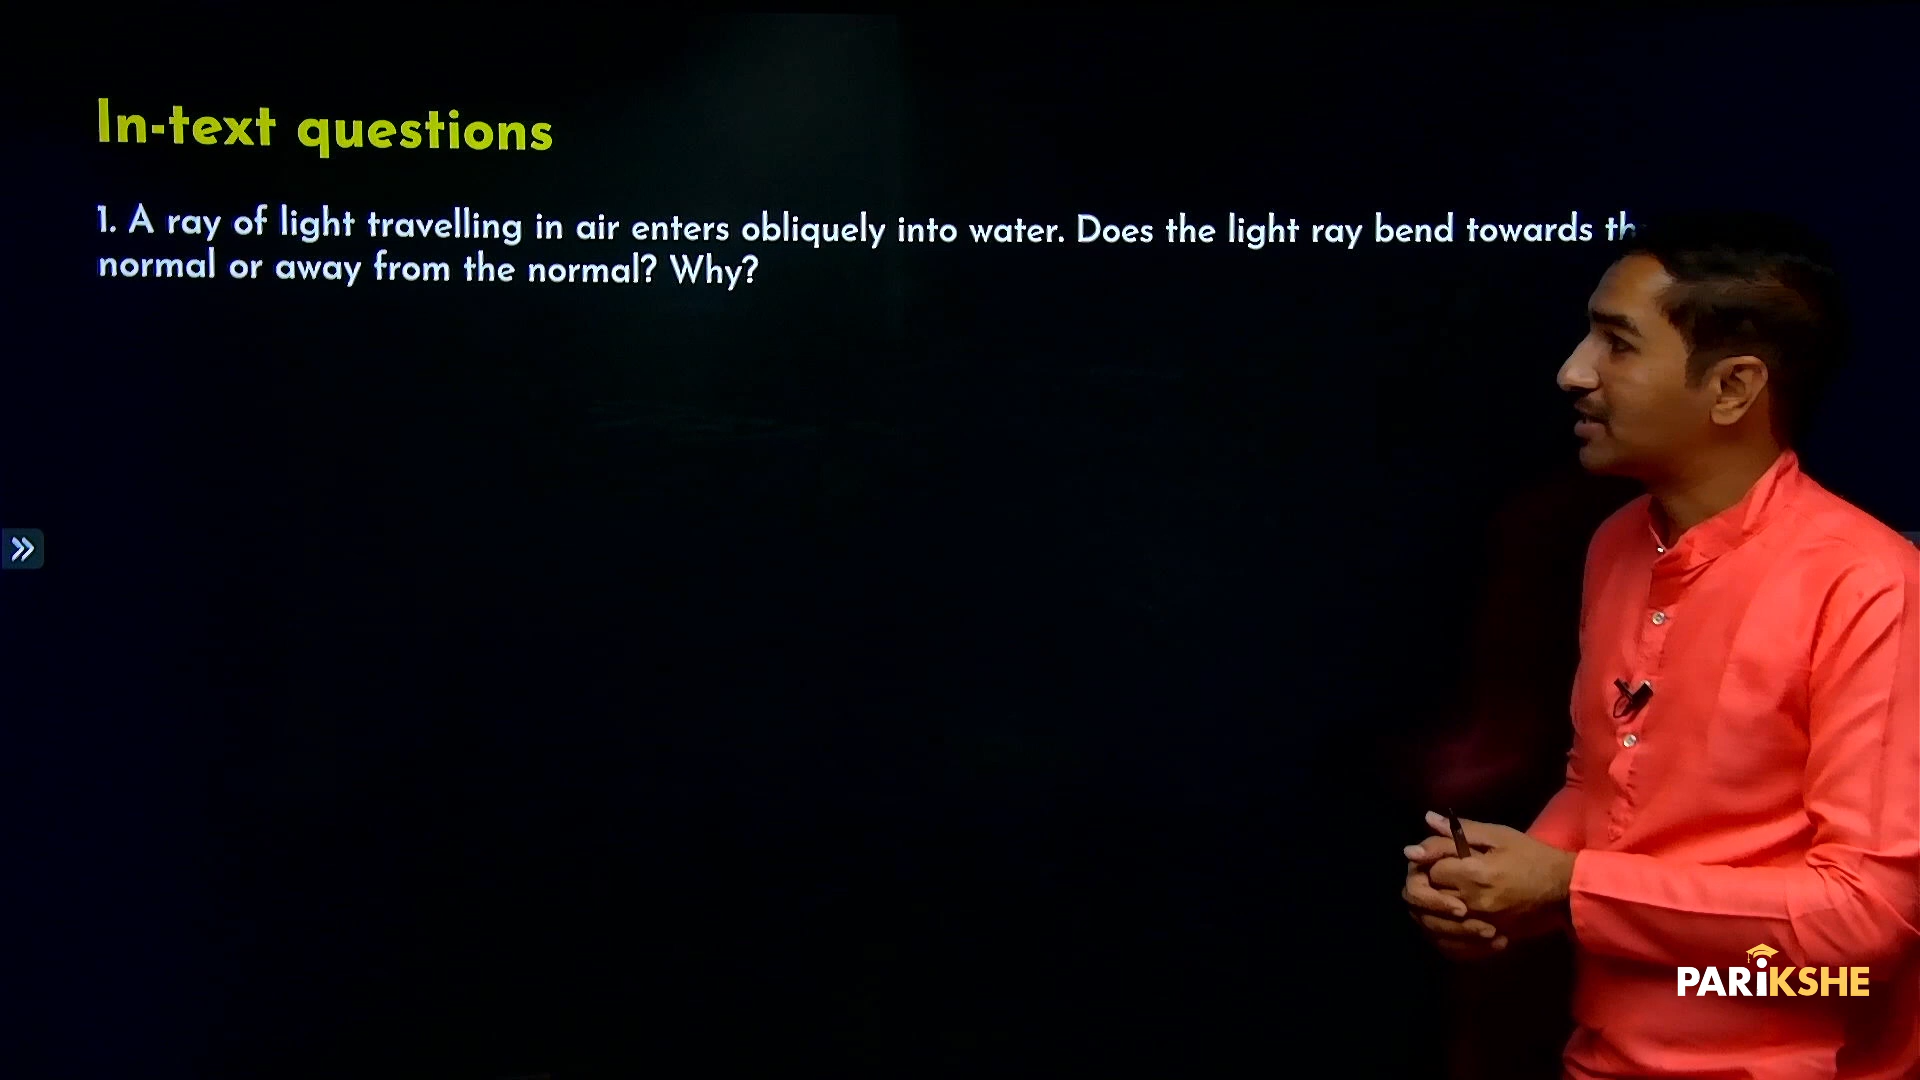 In-text questions
1. A ray of light travelling in air enters obliquely into water. Does the light ray bend towards
normal or away from the normal? Why?
PARiKSHE